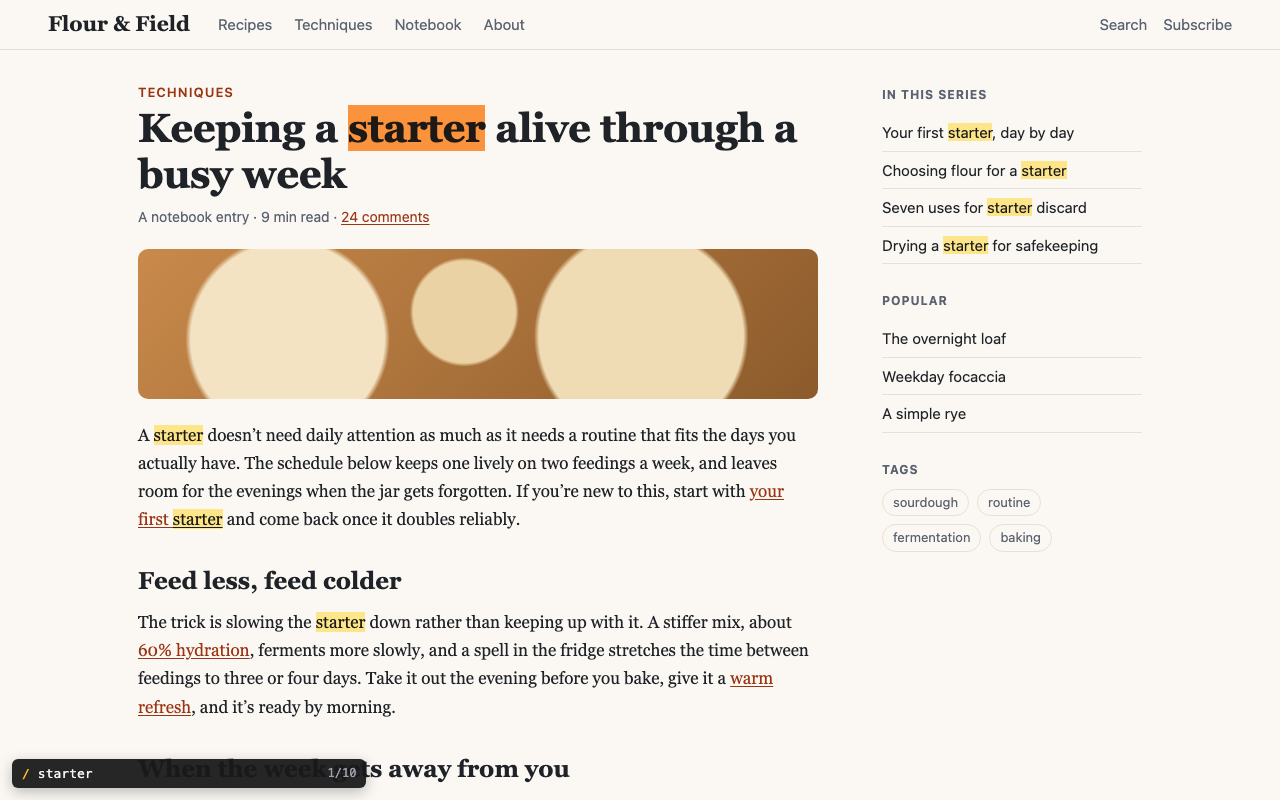 Flour & Field
Recipes
Techniques
Notebook
About
Search
Subscribe
TECHNIQUES
Keeping a starter alive through a
busy week
A notebook entry · 9 min read · 24 comments
A starter doesn’t need daily attention as much as it needs a routine that fits the days you
actually have. The schedule below keeps one lively on two feedings a week, and leaves
room for the evenings when the jar gets forgotten. If you’re new to this, start with your
first starter and come back once it doubles reliably.
Feed less, feed colder
The trick is slowing the starter down rather than keeping up with it. A stiffer mix, about
60% hydration, ferments more slowly, and a spell in the fridge stretches the time between
feedings to three or four days. Take it out the evening before you bake, give it a warm
refresh, and it’s ready by morning.
When the week gets away from you
IN THIS SERIES
Your first starter, day by day
Choosing flour for a starter
Seven uses for starter discard
Drying a starter for safekeeping
POPULAR
The overnight loaf
Weekday focaccia
A simple rye
TAGS
sourdough
routine
fermentation
baking
/ starter
1/10